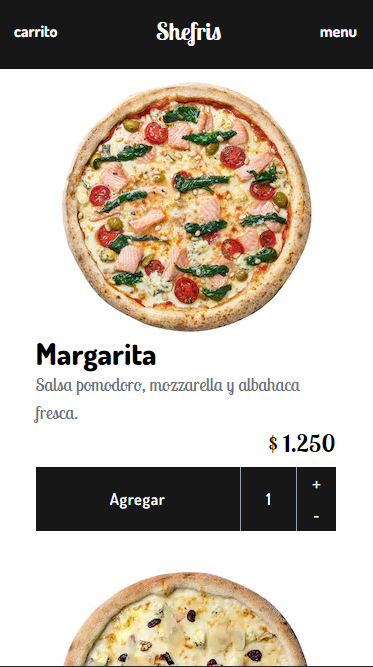 carrito Shefris menu
Margarita
Salsa pomodoro, mozzarella y albahaca
fresca.
$ 1.250
Agregar 1 +
-